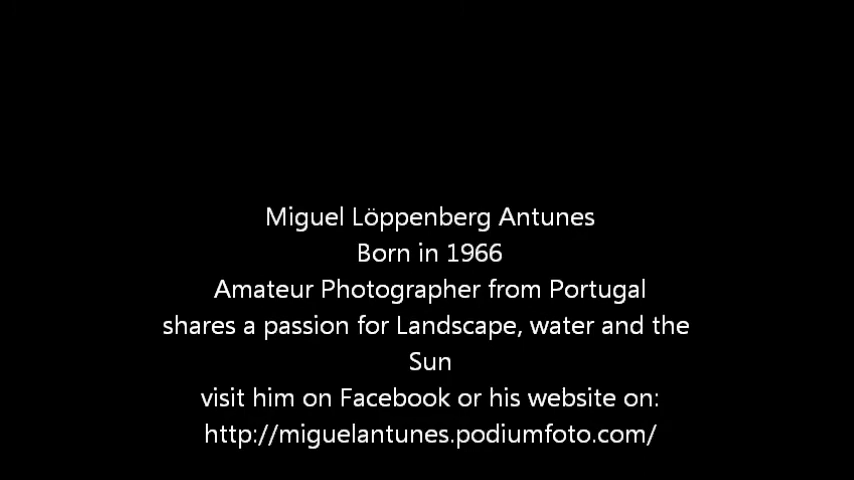 Miguel Löppenberg Antunes
Born in 1966
Amateur Photographer from Portugal
shares a passion for Landscape, water and the
Sun
visit him on Facebook or his website on:
http://miguelantunes.podiumfoto.com/